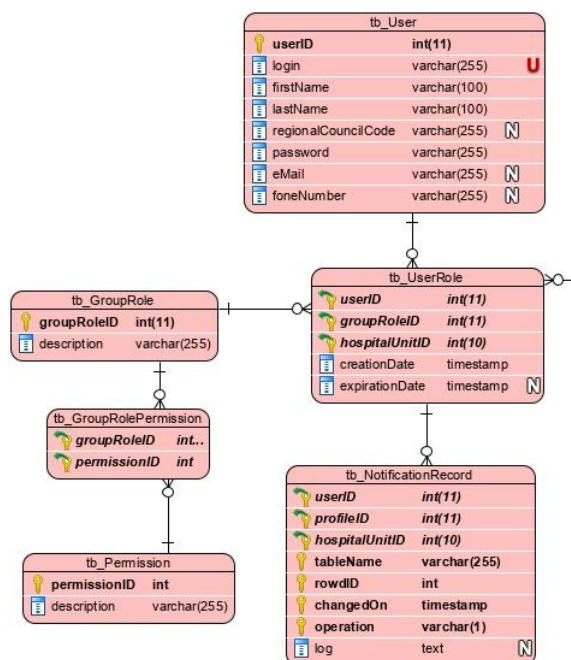 tb_User
userID int(11)
login varchar(255) U
firstName varchar(100)
lastName varchar(100)
regionalCouncilCode varchar(255) N
password varchar(255)
eMail varchar(255) N
foneNumber varchar(255) N
tb_UserRole
userID int(11)
groupRoleID int(11)
hospitalUnitID int(10)
creationDate timestamp
expirationDate timestamp N
tb_GroupRole
groupRoleID int(11)
description varchar(255)
tb_GroupRolePermission
groupRoleID int...
permissionID int
tb_Permission
permissionID int
description varchar(255)
tb_NotificationRecord
userID int(11)
profileID int(11)
hospitalUnitID int(10)
tableName varchar(255)
rowdID int
changedOn timestamp
operation varchar(1)
log text N